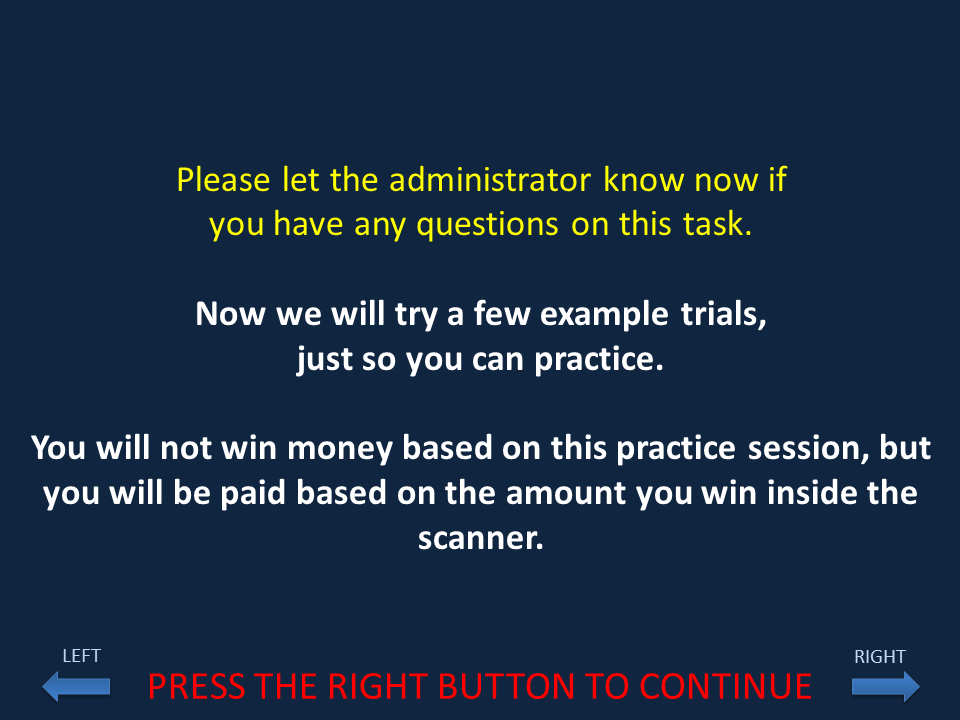 Please let the administrator know now if
you have any questions on this task.
Now we will try a few example trials,
just so you can practice.
You will not win money based on this practice session, but
you will be paid based on the amount you win inside the
scanner.
LEFT
RIGHT
PRESS THE RIGHT BUTTON TO CONTINUE